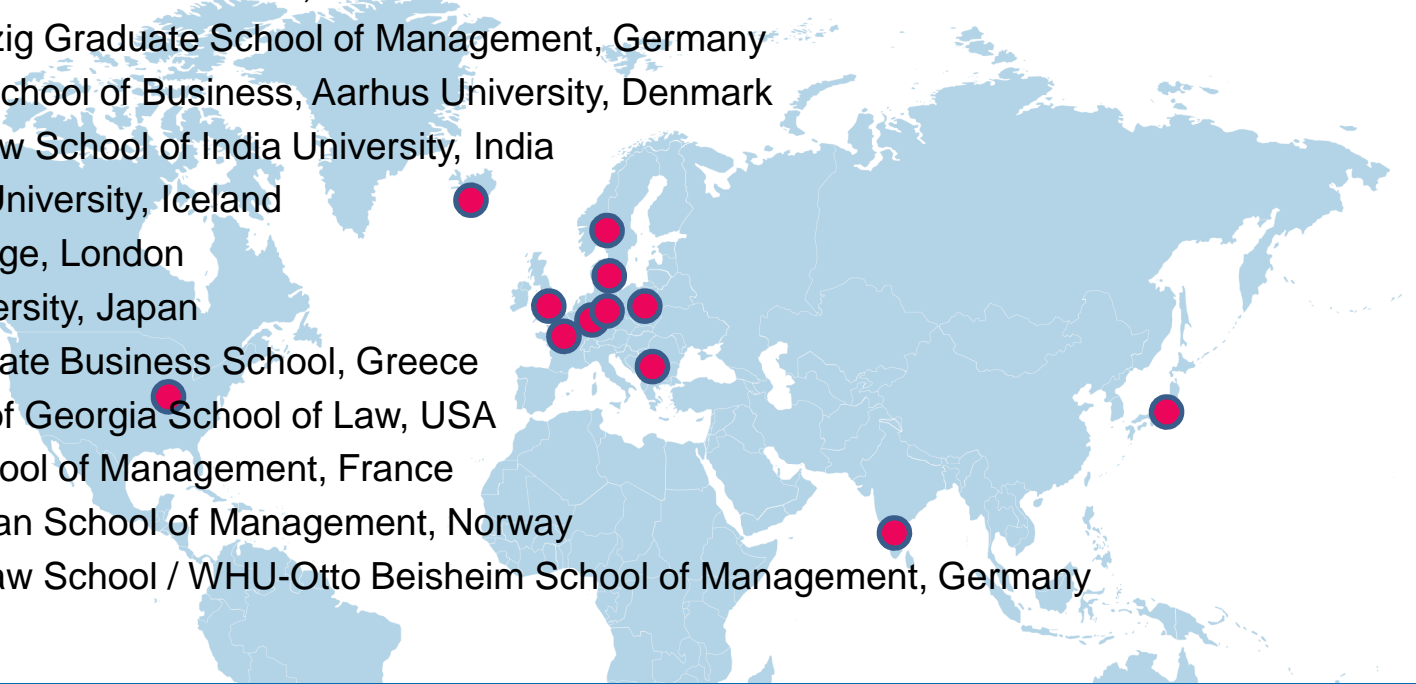 zig Graduate School of Management, Germany
chool of Business, Aarhus University, Denmark
w School of India University, India
University, Iceland
ge, London
ersity, Japan
ate Business School, Greece
of Georgia School of Law, USA
ool of Management, France
an School of Management, Norway
aw School / WHU-Otto Beisheim School of Management, Germany